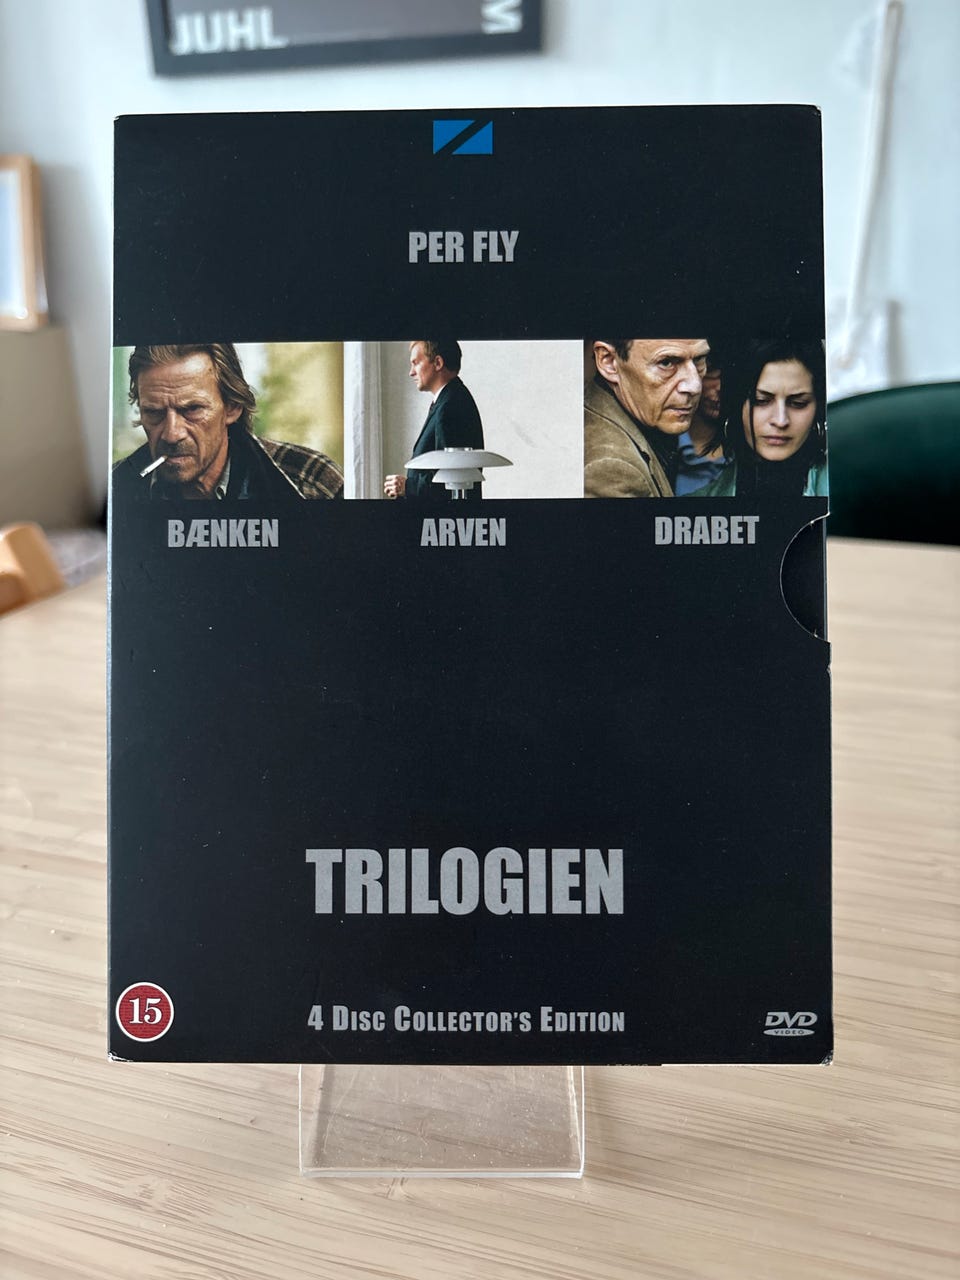 JUHL
M
PER FLY
BÆNKEN ARVEN DRABET
TRILOGIEN
15 4 DISC COLLECTOR'S EDITION DVD
VIDEO